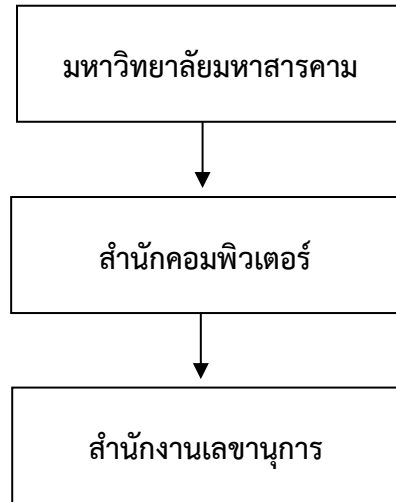 มหาวิทยาลัยมหาสารคาม
สำนักคอมพิวเตอร์
สำนักงานเลขานุการ